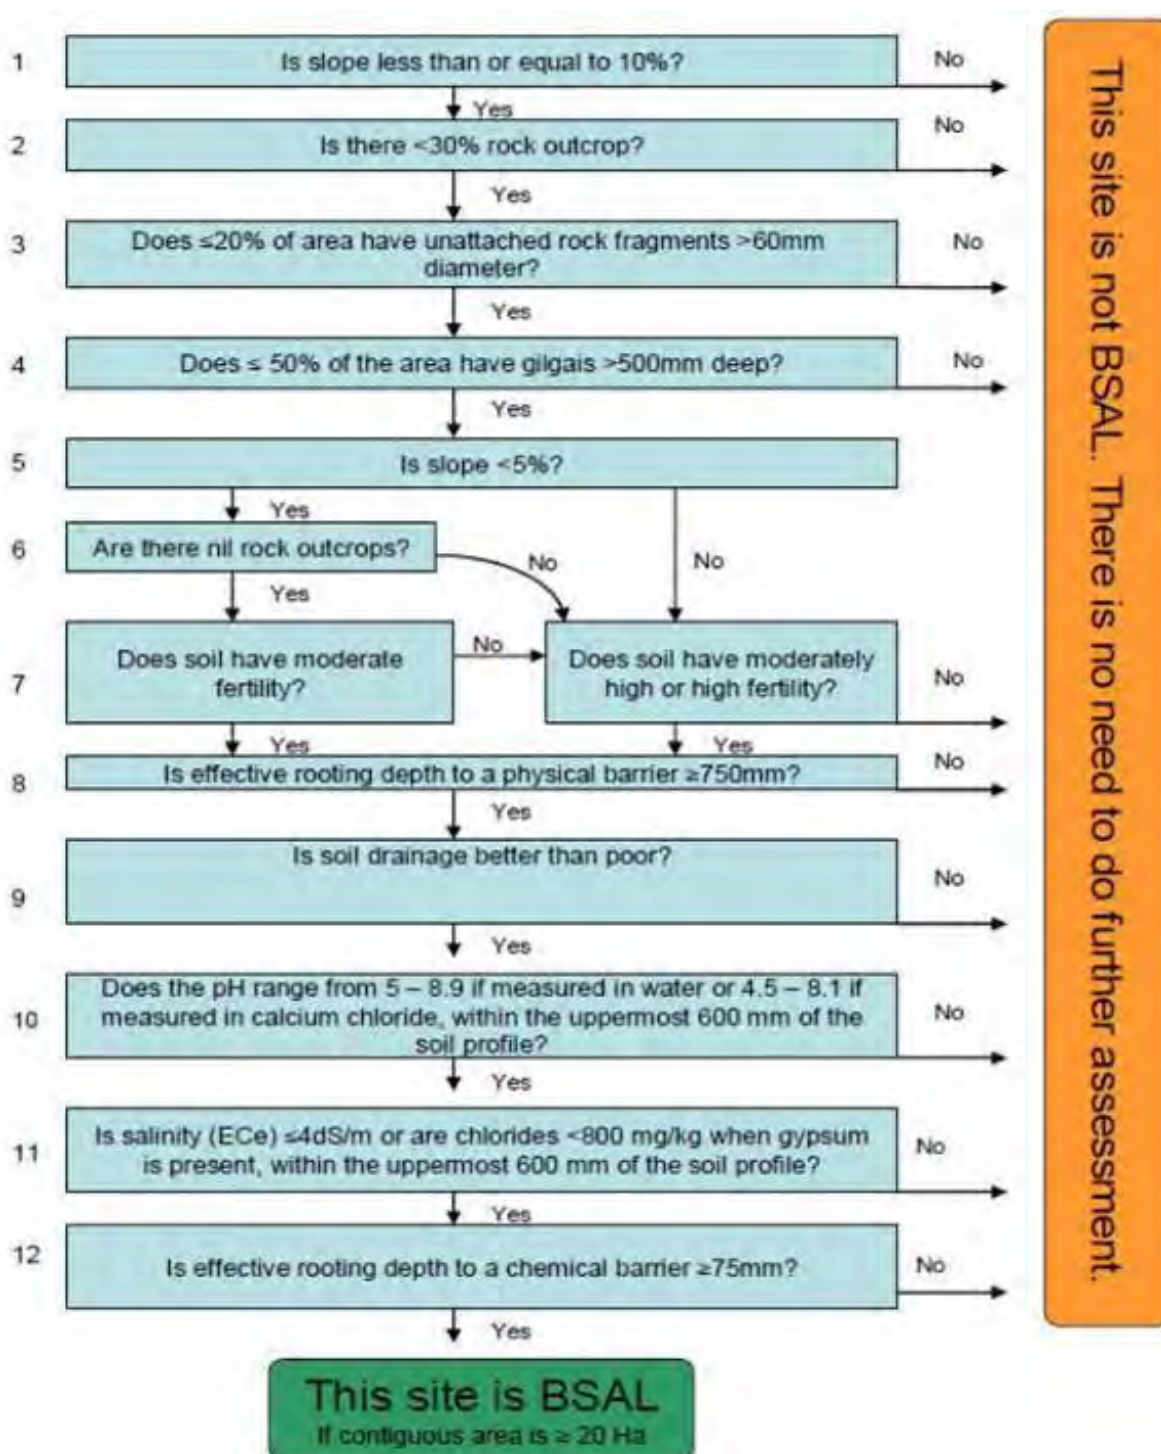 1
Is slope less than or equal to 10%?
No
Yes
2
Is there <30% rock outcrop?
No
Yes
3
Does ≤20% of area have unattached rock fragments >60mm
diameter?
No
Yes
4
Does ≤ 50% of the area have gilgais >500mm deep?
No
Yes
5
Is slope <5%?
Yes
No
6
Are there nil rock outcrops?
No
Yes
7
Does soil have moderate
fertility?
No
Does soil have moderately
high or high fertility?
No
Yes
Yes
8
Is effective rooting depth to a physical barrier ≥750mm?
No
Yes
9
Is soil drainage better than poor?
No
Yes
10
Does the pH range from 5 – 8.9 if measured in water or 4.5 – 8.1 if
measured in calcium chloride, within the uppermost 600 mm of the
soil profile?
No
Yes
11
Is salinity (ECe) ≤4dS/m or are chlorides <800 mg/kg when gypsum
is present, within the uppermost 600 mm of the soil profile?
No
Yes
12
Is effective rooting depth to a chemical barrier ≥75mm?
No
Yes
This site is BSAL
If contiguous area is ≥ 20 Ha
This site is not BSAL. There is no need to do further assessment.